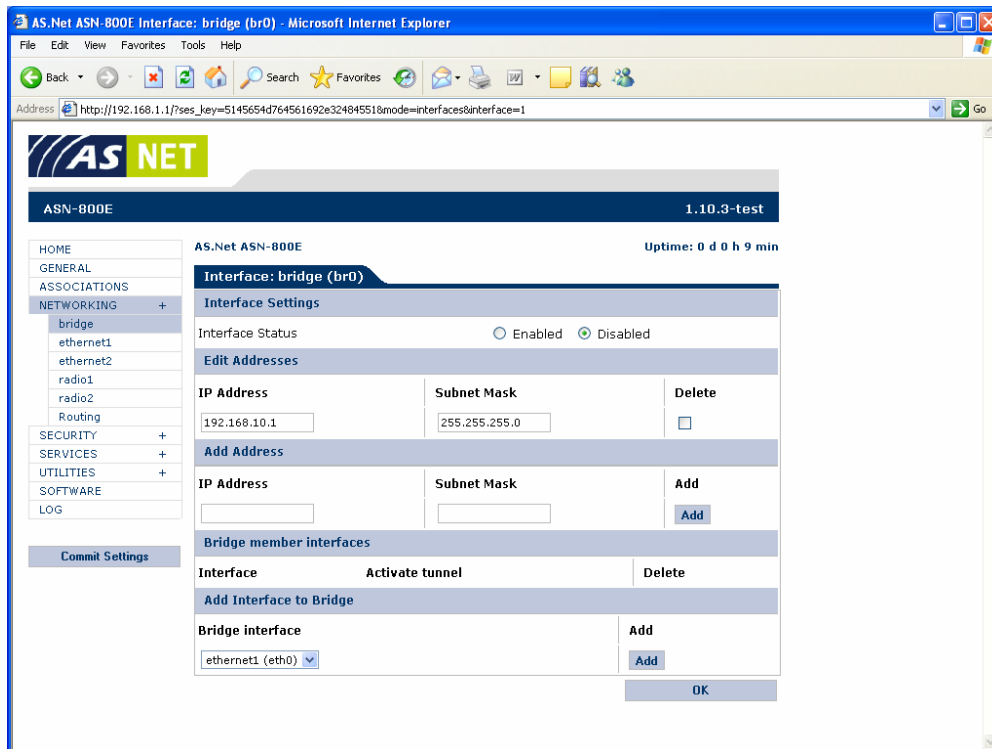 AS.Net ASN-800E Interface: bridge (br0) - Microsoft Internet Explorer
File Edit View Favorites Tools Help
Back Search Favorites
Address http://192.168.1.1/?ses_key=5145654d764561692e32484551&mode=interfaces&interface=1 Go
AS NET
ASN-800E 1.10.3-test
AS.Net ASN-800E Uptime: 0 d 0 h 9 min
HOME
GENERAL
ASSOCIATIONS
NETWORKING +
bridge
ethernet1
ethernet2
radio1
radio2
Routing
SECURITY +
SERVICES +
UTILITIES +
SOFTWARE
LOG
Commit Settings
Interface: bridge (br0)
Interface Settings
Interface Status Enabled Disabled
Edit Addresses
IP Address Subnet Mask Delete
192.168.10.1 255.255.255.0
Add Address
IP Address Subnet Mask Add
Add
Bridge member interfaces
Interface Activate tunnel Delete
Add Interface to Bridge
Bridge interface Add
ethernet1 (eth0) Add
OK